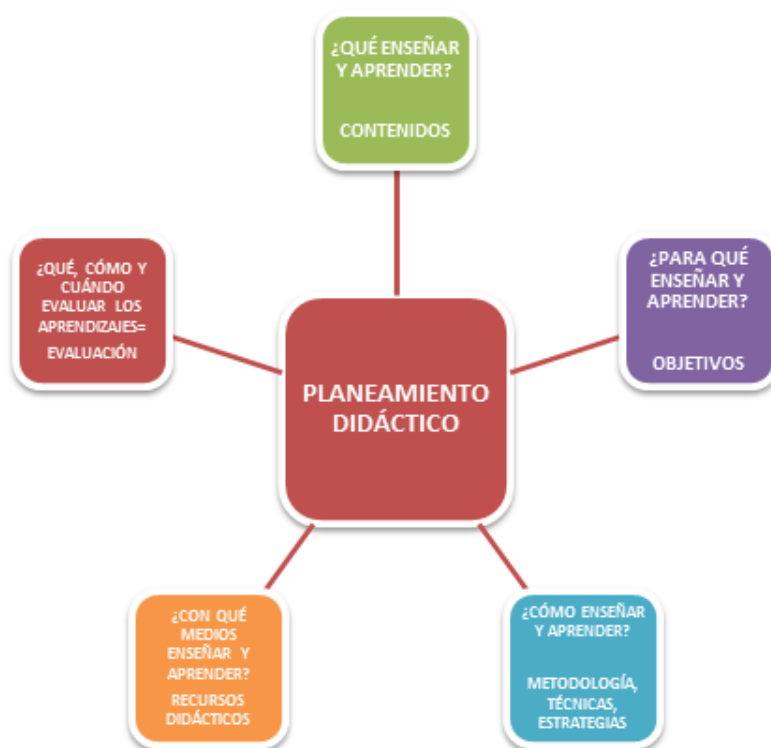 ¿QUÉ ENSEÑAR
Y APRENDER?
CONTENIDOS
¿PARA QUÉ
ENSEÑAR Y
APRENDER?
OBJETIVOS
¿QUÉ, CÓMO Y
CUÁNDO
EVALUAR LOS
APRENDIZAJES=
EVALUACIÓN
PLANEAMIENTO
DIDÁCTICO
¿CON QUÉ
MEDIOS
ENSEÑAR Y
APRENDER?
RECURSOS
DIDÁCTICOS
¿CÓMO ENSEÑAR
Y APRENDER?
METODOLOGÍA,
TÉCNICAS,
ESTRATEGIAS